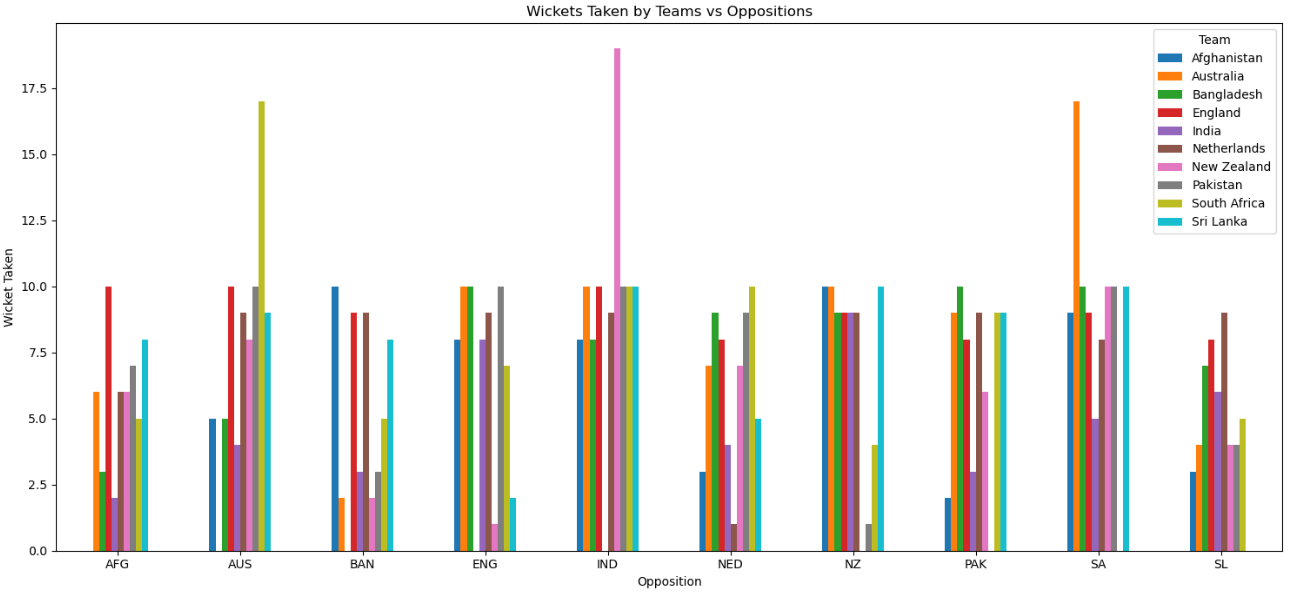 Wickets Taken by Teams vs Oppositions
Team
Afghanistan
Australia
Bangladesh
England
India
Netherlands
New Zealand
Pakistan
South Africa
Sri Lanka
Wicket Taken
17.5
15.0
12.5
10.0
7.5
5.0
2.5
0.0
AFG AUS BAN ENG IND NED NZ PAK SA SL
Opposition